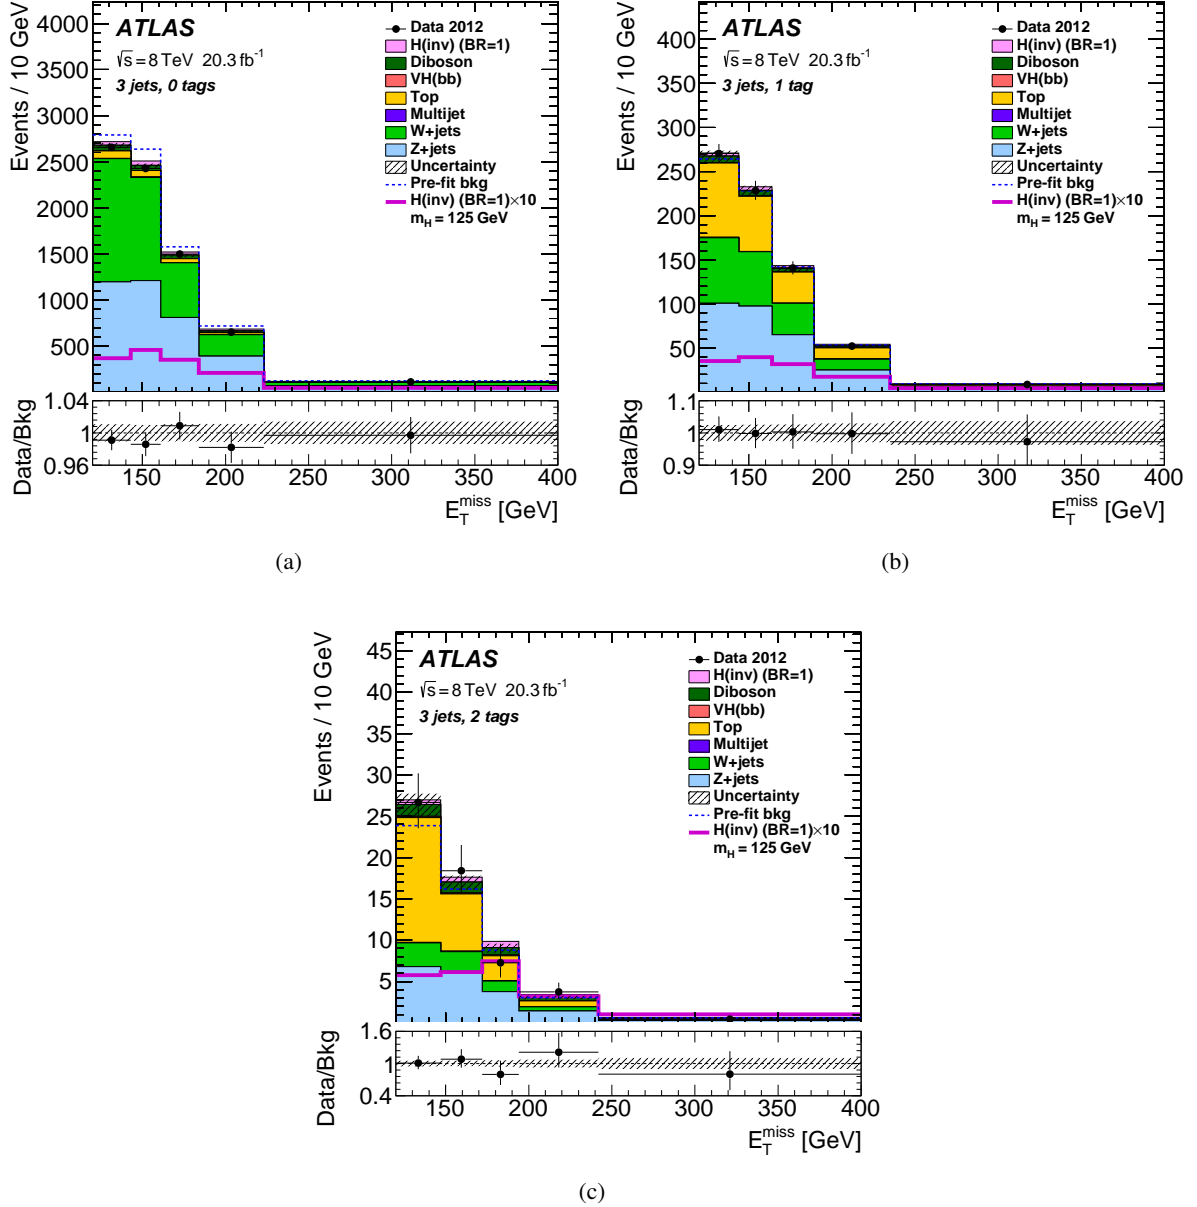 Events / 10 GeV
4000
3500
3000
2500
2000
1500
1000
500
ATLAS
√s = 8 TeV 20.3 fb⁻¹
3 jets, 0 tags
Data 2012
H(inv) (BR=1)
Diboson
VH(bb)
Top
Multijet
W+jets
Z+jets
Uncertainty
Pre-fit bkg
H(inv) (BR=1)×10
m_H = 125 GeV
Data/Bkg
1.04
1
0.96
150 200 250 300 350 400
E_T^miss [GeV]
(a)
Events / 10 GeV
400
350
300
250
200
150
100
50
ATLAS
√s = 8 TeV 20.3 fb⁻¹
3 jets, 1 tag
Data 2012
H(inv) (BR=1)
Diboson
VH(bb)
Top
Multijet
W+jets
Z+jets
Uncertainty
Pre-fit bkg
H(inv) (BR=1)×10
m_H = 125 GeV
Data/Bkg
1.1
1
0.9
150 200 250 300 350 400
E_T^miss [GeV]
(b)
Events / 10 GeV
45
40
35
30
25
20
15
10
5
ATLAS
√s = 8 TeV 20.3 fb⁻¹
3 jets, 2 tags
Data 2012
H(inv) (BR=1)
Diboson
VH(bb)
Top
Multijet
W+jets
Z+jets
Uncertainty
Pre-fit bkg
H(inv) (BR=1)×10
m_H = 125 GeV
Data/Bkg
1.6
1
0.4
150 200 250 300 350 400
E_T^miss [GeV]
(c)